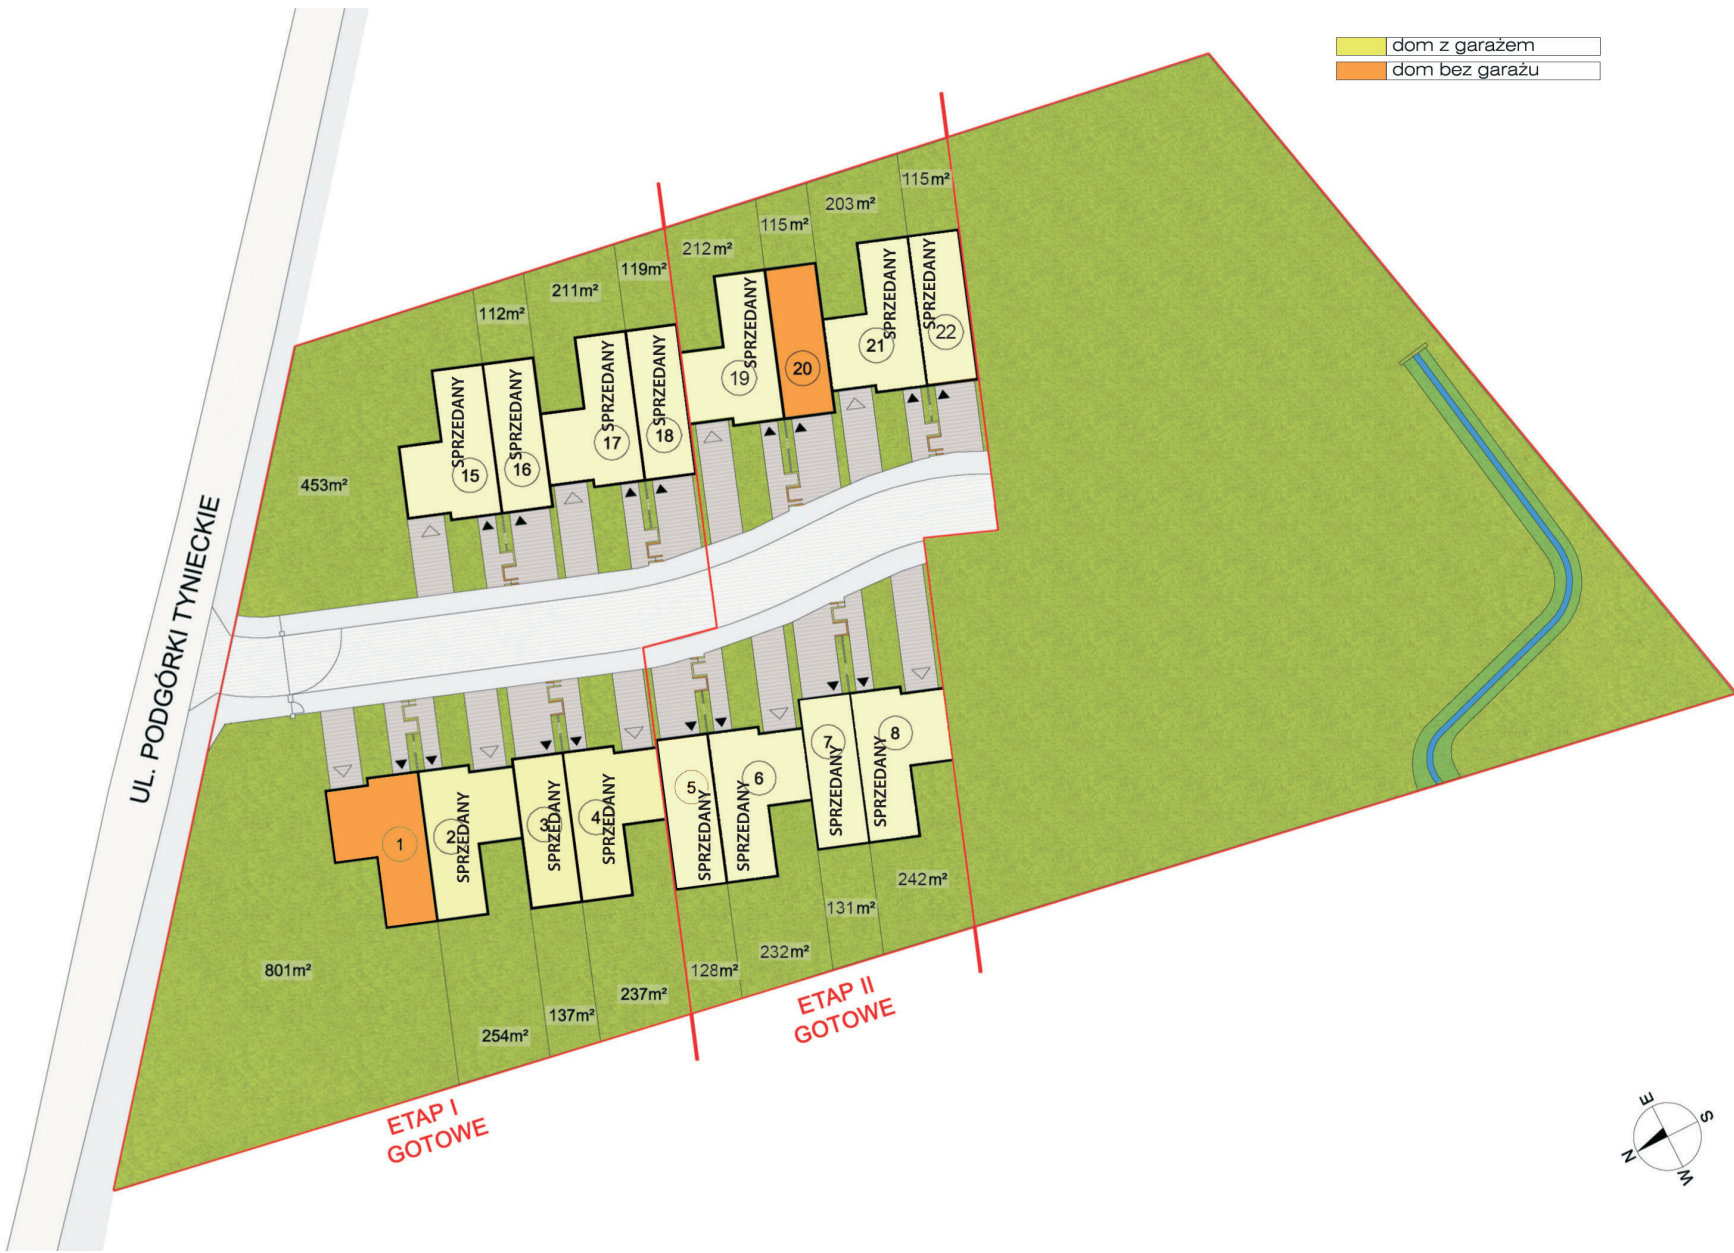 dom z garażem
dom bez garażu
115m²
203m²
115m²
212m²
119m²
211m²
112m²
453m²
SPRZEDANY
15
SPRZEDANY
16
SPRZEDANY
17
SPRZEDANY
18
SPRZEDANY
19
20
SPRZEDANY
21
SPRZEDANY
22
UL. PODGÓRKI TYNIECKIE
1
2
SPRZEDANY
3
SPRZEDANY
4
SPRZEDANY
5
SPRZEDANY
6
SPRZEDANY
7
SPRZEDANY
8
SPRZEDANY
801m²
254m²
137m²
237m²
128m²
232m²
131m²
242m²
ETAP I
GOTOWE
ETAP II
GOTOWE
E
S
N
W